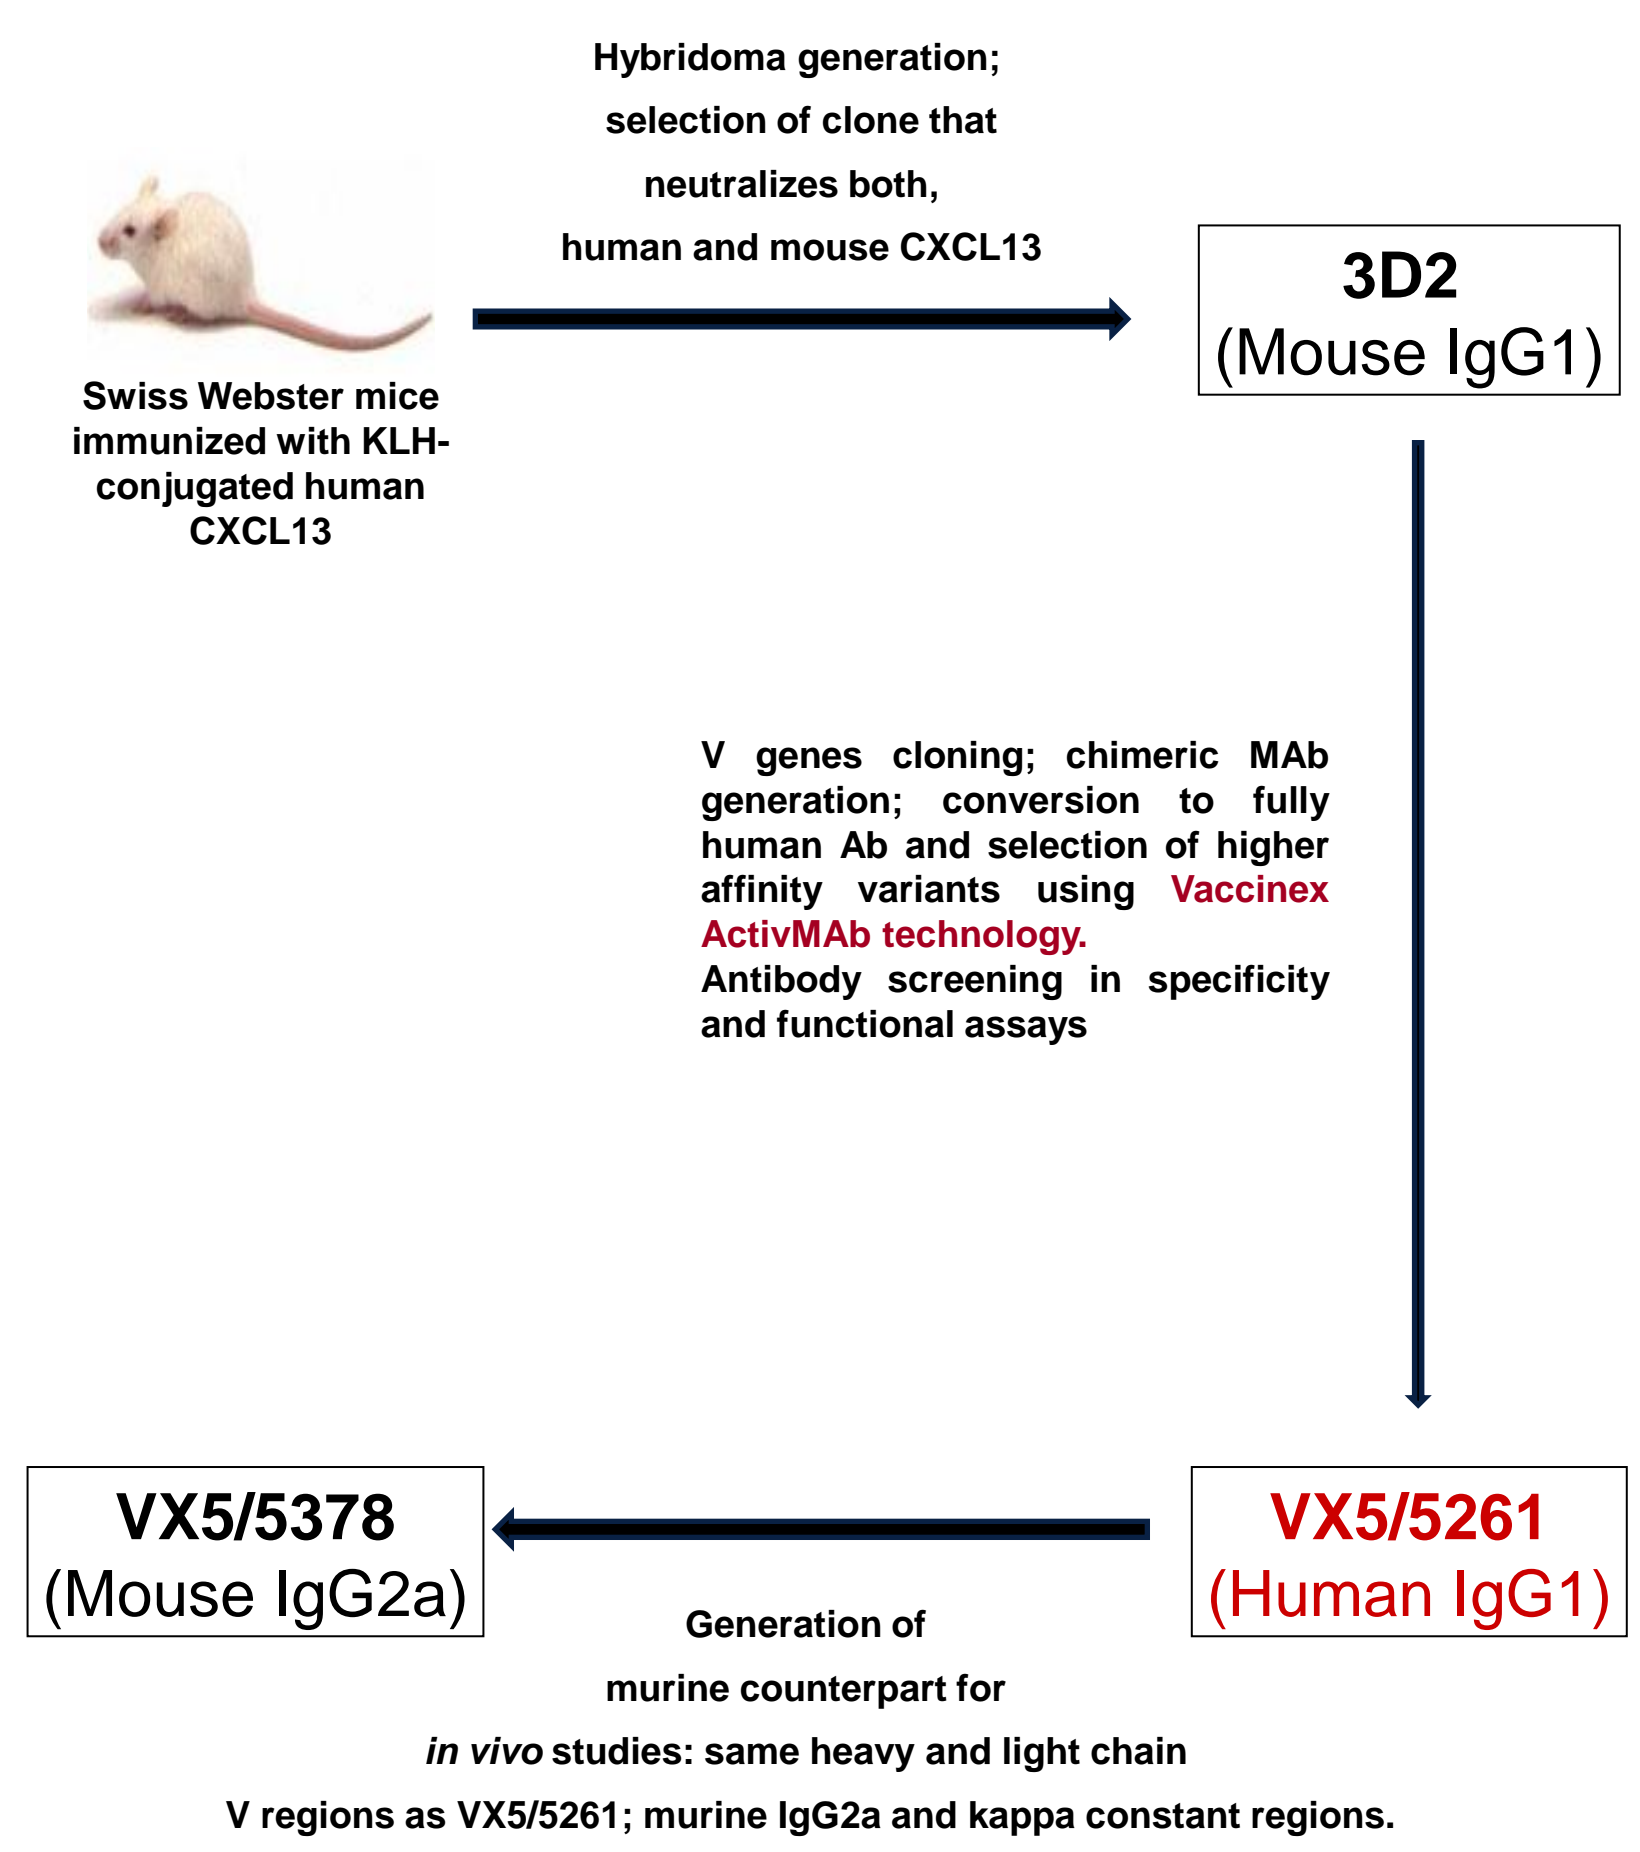 Hybridoma generation;
selection of clone that
neutralizes both,
human and mouse CXCL13
3D2
(Mouse IgG1)
Swiss Webster mice
immunized with KLH-
conjugated human
CXCL13
V genes cloning; chimeric MAb
generation; conversion to fully
human Ab and selection of higher
affinity variants using Vaccinex
ActivMAb technology.
Antibody screening in specificity
and functional assays
VX5/5378
(Mouse IgG2a)
VX5/5261
(Human IgG1)
Generation of
murine counterpart for
in vivo studies: same heavy and light chain
V regions as VX5/5261; murine IgG2a and kappa constant regions.